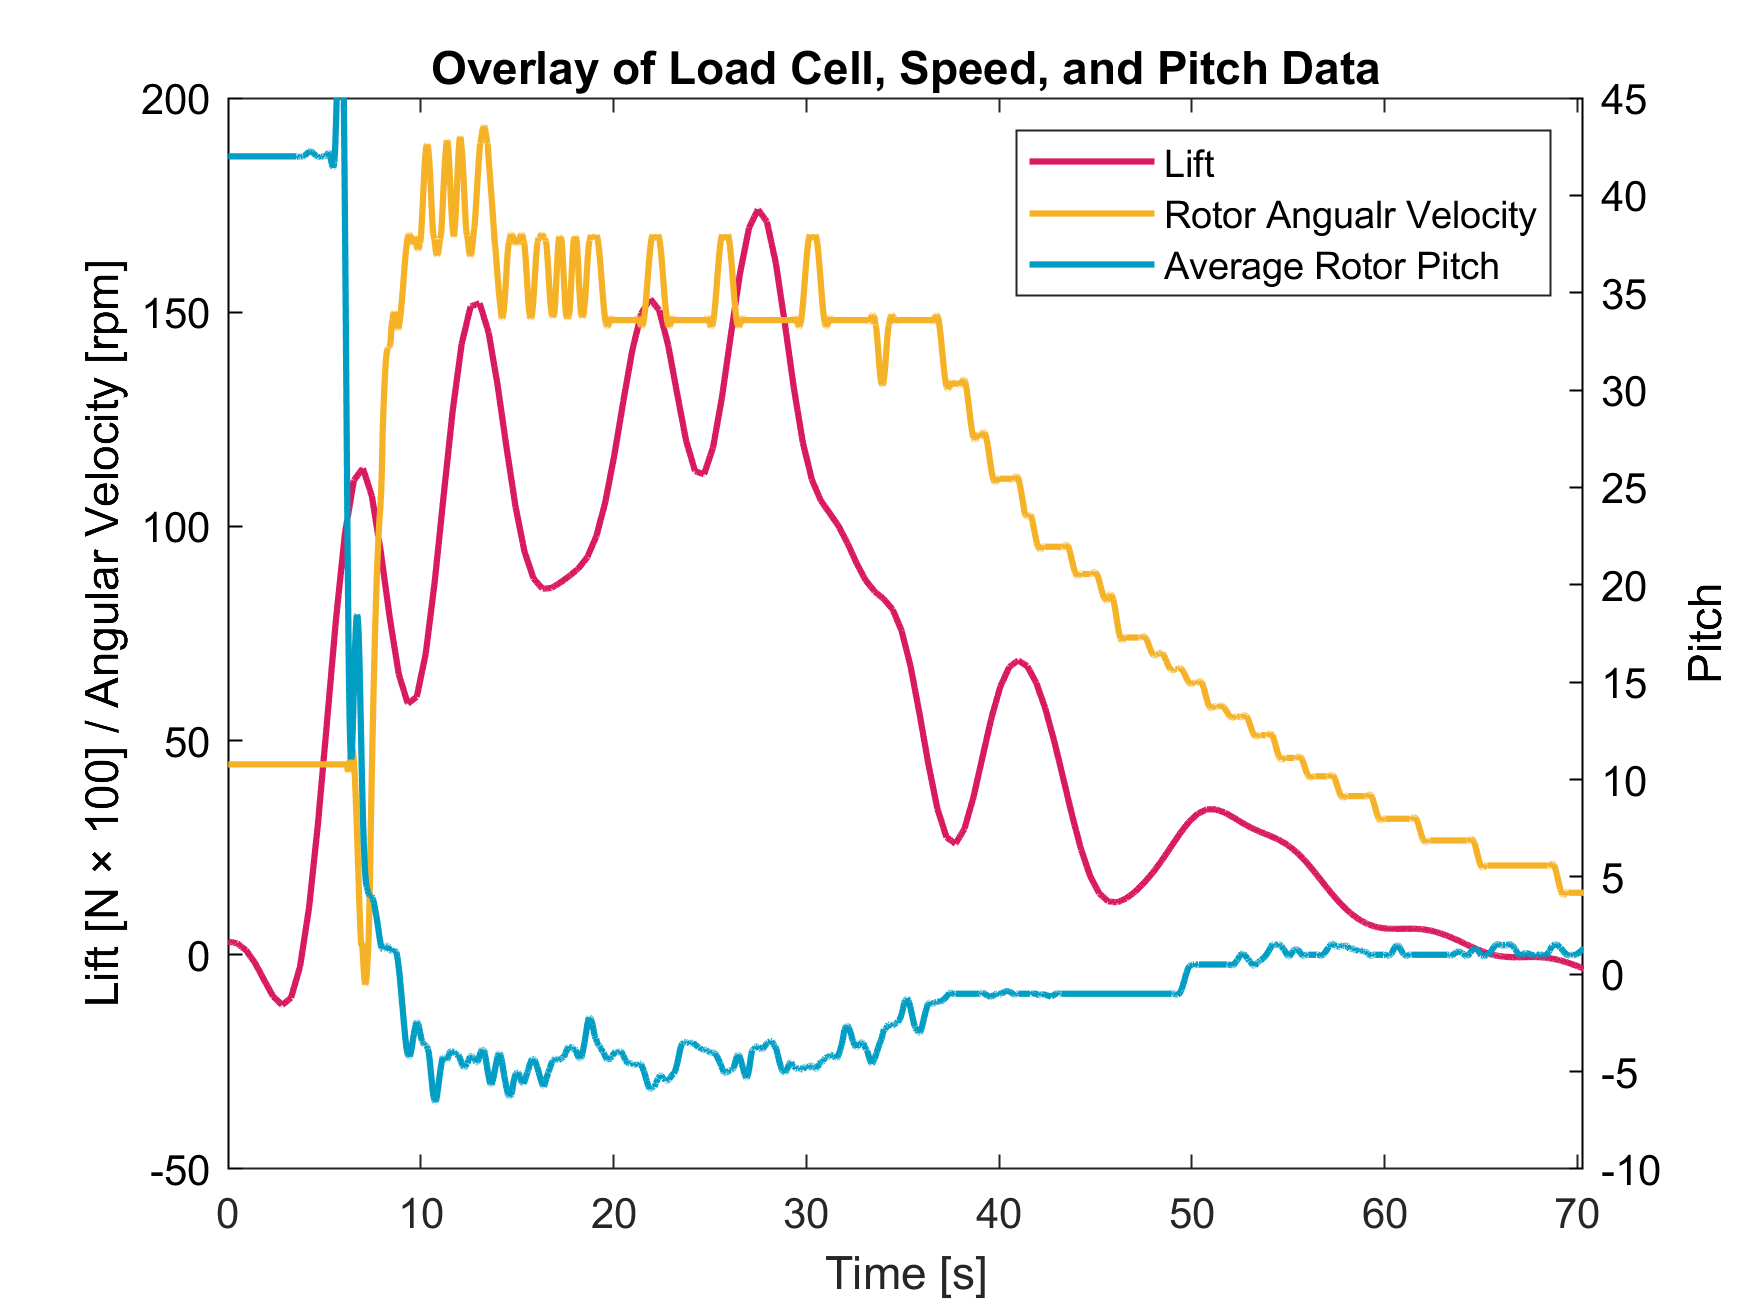 Overlay of Load Cell, Speed, and Pitch Data
Lift [N × 100] / Angular Velocity [rpm]
200
150
100
50
0
-50
Lift
Rotor Angualr Velocity
Average Rotor Pitch
45
40
35
30
25
20
15
10
5
0
-5
-10
Pitch
0 10 20 30 40 50 60 70
Time [s]